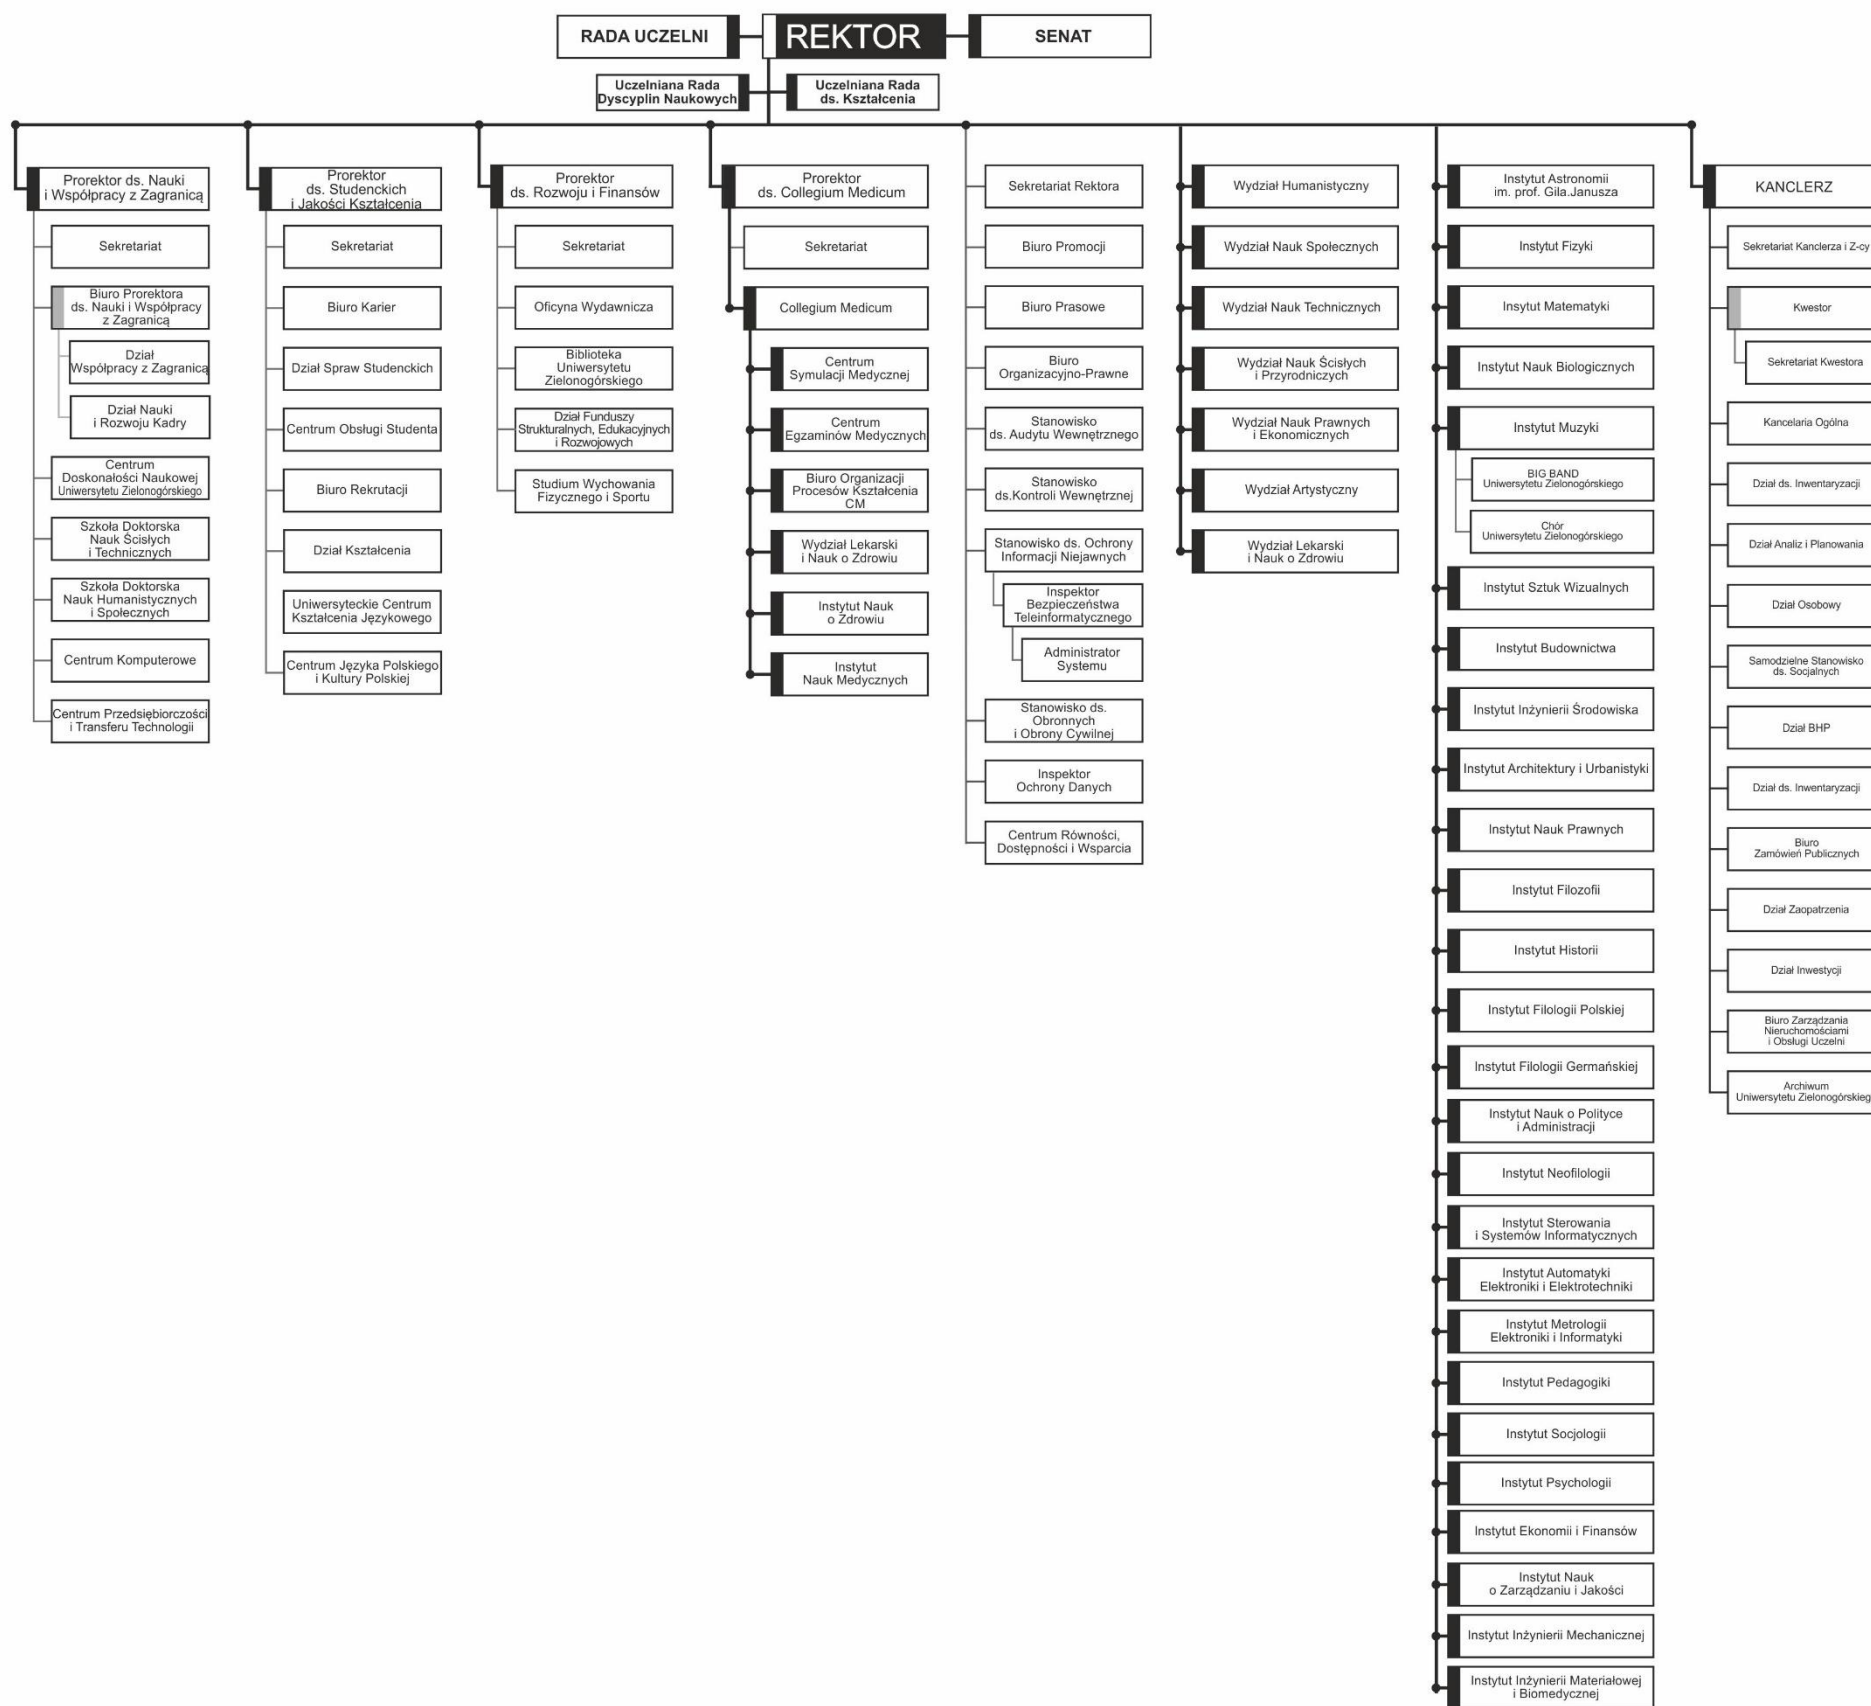 RADA UCZELNI
REKTOR
SENAT
Uczelniana Rada
Dyscyplin Naukowych
Uczelniana Rada
ds. Kształcenia
Prorektor ds. Nauki
i Współpracy z Zagranicą
Sekretariat
Biuro Prorektora
ds. Nauki i Współpracy
z Zagranicą
Dział
Współpracy z Zagranicą
Dział Nauki
i Rozwoju Kadry
Centrum
Doskonałości Naukowej
Uniwersytetu Zielonogórskiego
Szkoła Doktorska
Nauk Ścisłych
i Technicznych
Szkoła Doktorska
Nauk Humanistycznych
i Społecznych
Centrum Komputerowe
Centrum Przedsiębiorczości
i Transferu Technologii
Prorektor
ds. Studenckich
i Jakości Kształcenia
Sekretariat
Biuro Karier
Dział Spraw Studenckich
Centrum Obsługi Studenta
Biuro Rekrutacji
Dział Kształcenia
Uniwersyteckie Centrum
Kształcenia Językowego
Centrum Języka Polskiego
i Kultury Polskiej
Prorektor
ds. Rozwoju i Finansów
Sekretariat
Oficyna Wydawnicza
Biblioteka
Uniwersytetu
Zielonogórskiego
Dział Funduszy
Strukturalnych, Edukacyjnych
i Rozwojowych
Studium Wychowania
Fizycznego i Sportu
Prorektor
ds. Collegium Medicum
Sekretariat
Collegium Medicum
Centrum
Symulacji Medycznej
Centrum
Egzaminów Medycznych
Biuro Organizacji
Procesów Kształcenia
CM
Wydział Lekarski
i Nauk o Zdrowiu
Instytut Nauk
o Zdrowiu
Instytut
Nauk Medycznych
Sekretariat Rektora
Biuro Promocji
Biuro Prasowe
Biuro
Organizacyjno-Prawne
Stanowisko
ds. Audytu Wewnętrznego
Stanowisko
ds.Kontroli Wewnętrznej
Stanowisko ds. Ochrony
Informacji Niejawnych
Inspektor
Bezpieczeństwa
Teleinformatycznego
Administrator
Systemu
Stanowisko ds.
Obronnych
i Obrony Cywilnej
Inspektor
Ochrony Danych
Centrum Równości,
Dostępności i Wsparcia
Wydział Humanistyczny
Wydział Nauk Społecznych
Wydział Nauk Technicznych
Wydział Nauk Ścisłych
i Przyrodniczych
Wydział Nauk Prawnych
i Ekonomicznych
Wydział Artystyczny
Wydział Lekarski
i Nauk o Zdrowiu
Instytut Astronomii
im. prof. Gila.Janusza
Instytut Fizyki
Insytut Matematyki
Instytut Nauk Biologicznych
Instytut Muzyki
BIG BAND
Uniwersytetu Zielonogórskiego
Chór
Uniwersytetu Zielonogórskiego
Instytut Sztuk Wizualnych
Instytut Budownictwa
Instytut Inżynierii Środowiska
Instytut Architektury i Urbanistyki
Instytut Nauk Prawnych
Instytut Filozofii
Instytut Historii
Instytut Filologii Polskiej
Instytut Filologii Germańskiej
Instytut Nauk o Polityce
i Administracji
Instytut Neofilologii
Instytut Sterowania
i Systemów Informatycznych
Instytut Automatyki
Elektroniki i Elektrotechniki
Instytut Metrologii
Elektroniki i Informatyki
Instytut Pedagogiki
Instytut Socjologii
Instytut Psychologii
Instytut Ekonomii i Finansów
Instytut Nauk
o Zarządzaniu i Jakości
Instytut Inżynierii Mechanicznej
Instytut Inżynierii Materiałowej
i Biomedycznej
KANCLERZ
Sekretariat Kanclerza i Z-cy
Kwestor
Sekretariat Kwestora
Kancelaria Ogólna
Dział ds. Inwentaryzacji
Dział Analiz i Planowania
Dział Osobowy
Samodzielne Stanowisko
ds. Socjalnych
Dział BHP
Dział ds. Inwentaryzacji
Biuro
Zamówień Publicznych
Dział Zaopatrzenia
Dział Inwestycji
Biuro Zarządzania
Nieruchomościami
i Obsługi Uczelni
Archiwum
Uniwersytetu Zielonogórskieg